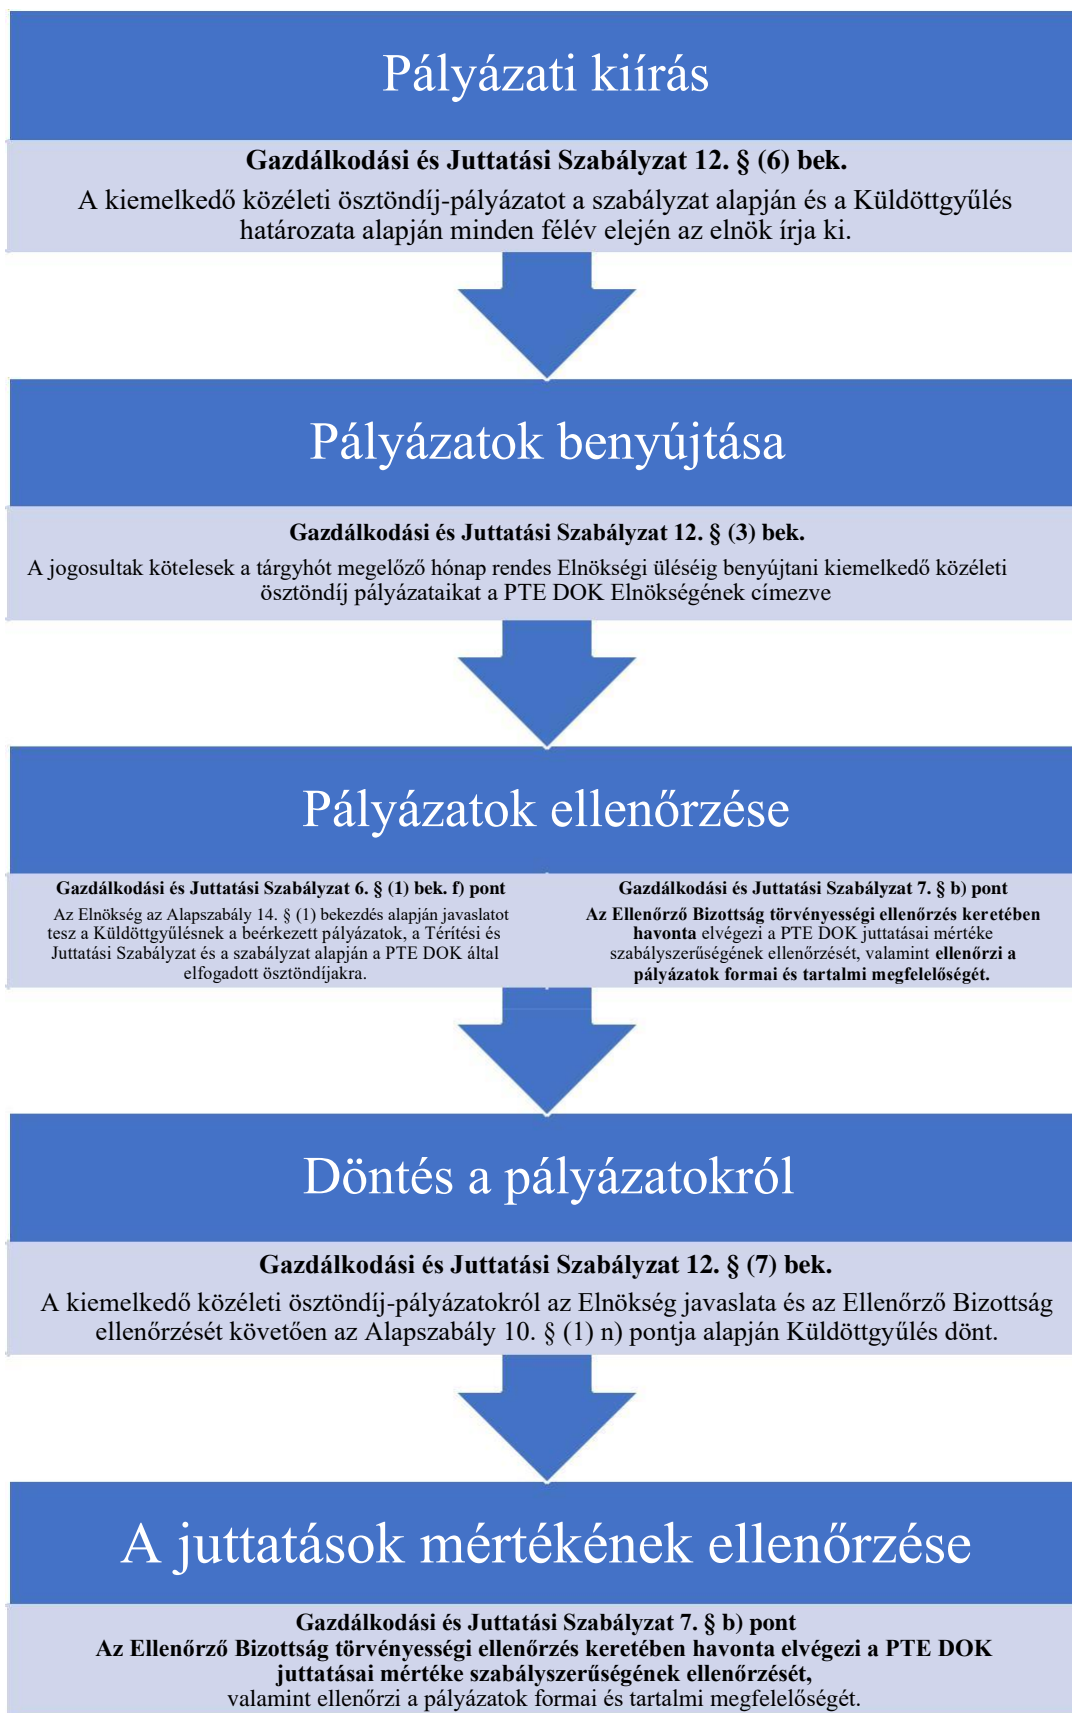 Pályázati kiírás
Gazdálkodási és Juttatási Szabályzat 12. § (6) bek.
A kiemelkedő közéleti ösztöndíj-pályázatot a szabályzat alapján és a Küldöttgyűlés
határozata alapján minden félév elején az elnök írja ki.
Pályázatok benyújtása
Gazdálkodási és Juttatási Szabályzat 12. § (3) bek.
A jogosultak kötelesek a tárgyhót megelőző hónap rendes Elnökségi üléséig benyújtani kiemelkedő közéleti
ösztöndíj pályázataikat a PTE DOK Elnökségének címezve
Pályázatok ellenőrzése
Gazdálkodási és Juttatási Szabályzat 6. § (1) bek. f) pont
Az Elnökség az Alapszabály 14. § (1) bekezdés alapján javaslatot
tesz a Küldöttgyűlésnek a beérkezett pályázatok, a Térítési és
Juttatási Szabályzat és a szabályzat alapján a PTE DOK által
elfogadott ösztöndíjakra.
Gazdálkodási és Juttatási Szabályzat 7. § b) pont
Az Ellenőrző Bizottság törvényességi ellenőrzés keretében
havonta elvégezi a PTE DOK juttatásai mértéke
szabályszerűségének ellenőrzését, valamint ellenőrzi a
pályázatok formai és tartalmi megfelelőségét.
Döntés a pályázatokról
Gazdálkodási és Juttatási Szabályzat 12. § (7) bek.
A kiemelkedő közéleti ösztöndíj-pályázatokról az Elnökség javaslata és az Ellenőrző Bizottság
ellenőrzését követően az Alapszabály 10. § (1) n) pontja alapján Küldöttgyűlés dönt.
A juttatások mértékének ellenőrzése
Gazdálkodási és Juttatási Szabályzat 7. § b) pont
Az Ellenőrző Bizottság törvényességi ellenőrzés keretében havonta elvégezi a PTE DOK
juttatásai mértéke szabályszerűségének ellenőrzését,
valamint ellenőrzi a pályázatok formai és tartalmi megfelelőségét.